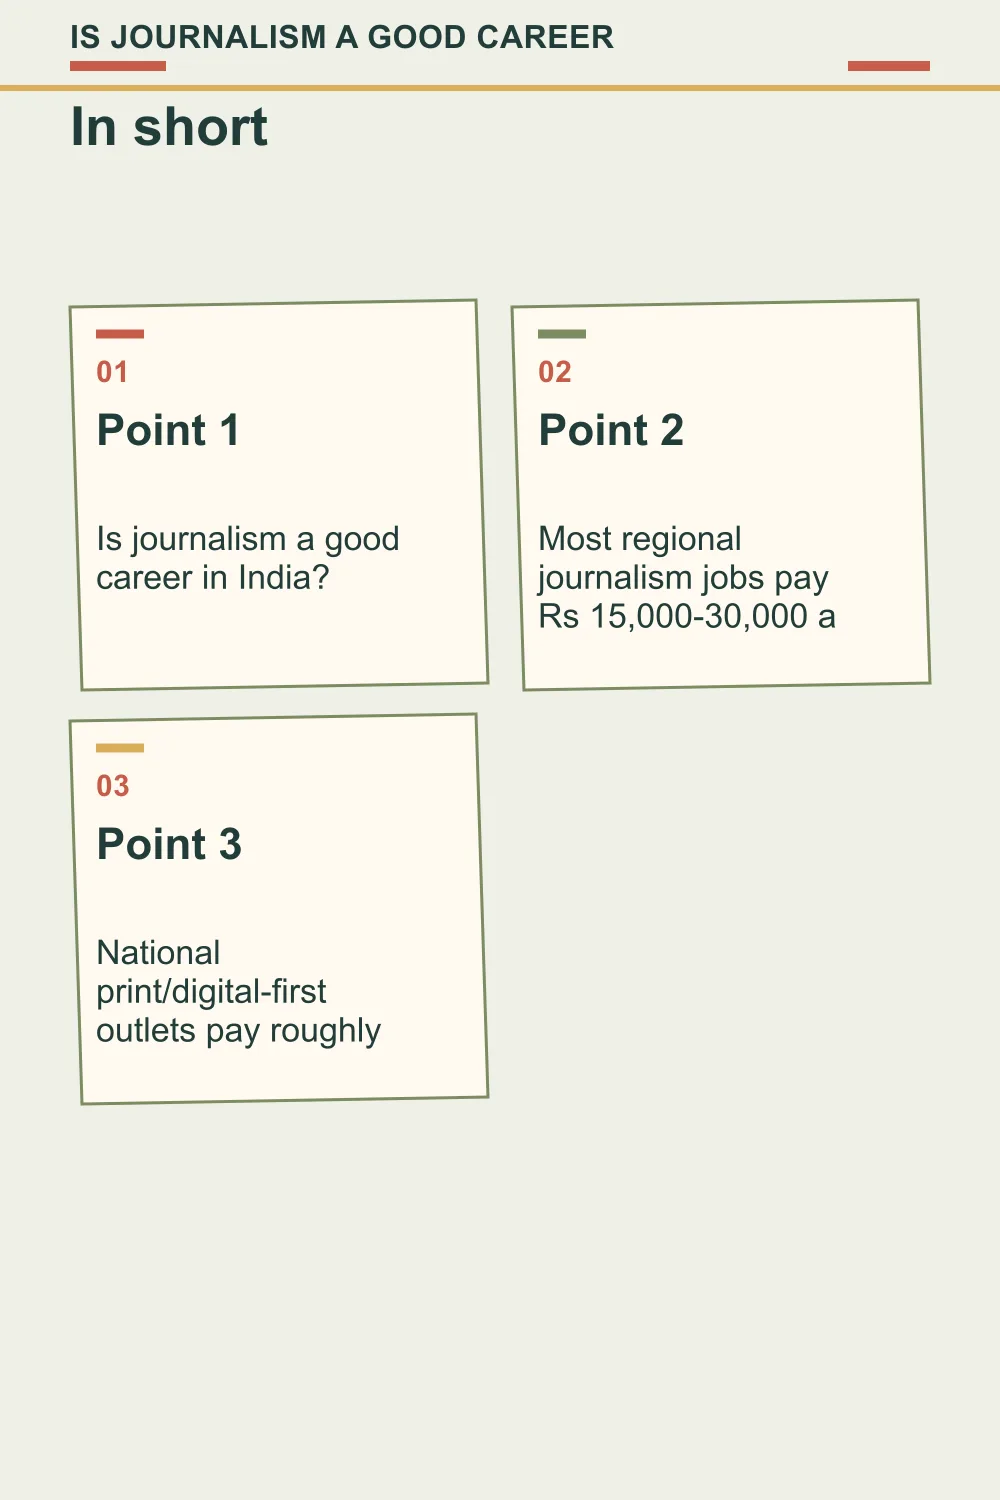 IS JOURNALISM A GOOD CAREER
In short
01
Point 1
Is journalism a good
career in India?
02
Point 2
Most regional
journalism jobs pay
Rs 15,000-30,000 a
03
Point 3
National
print/digital-first
outlets pay roughly